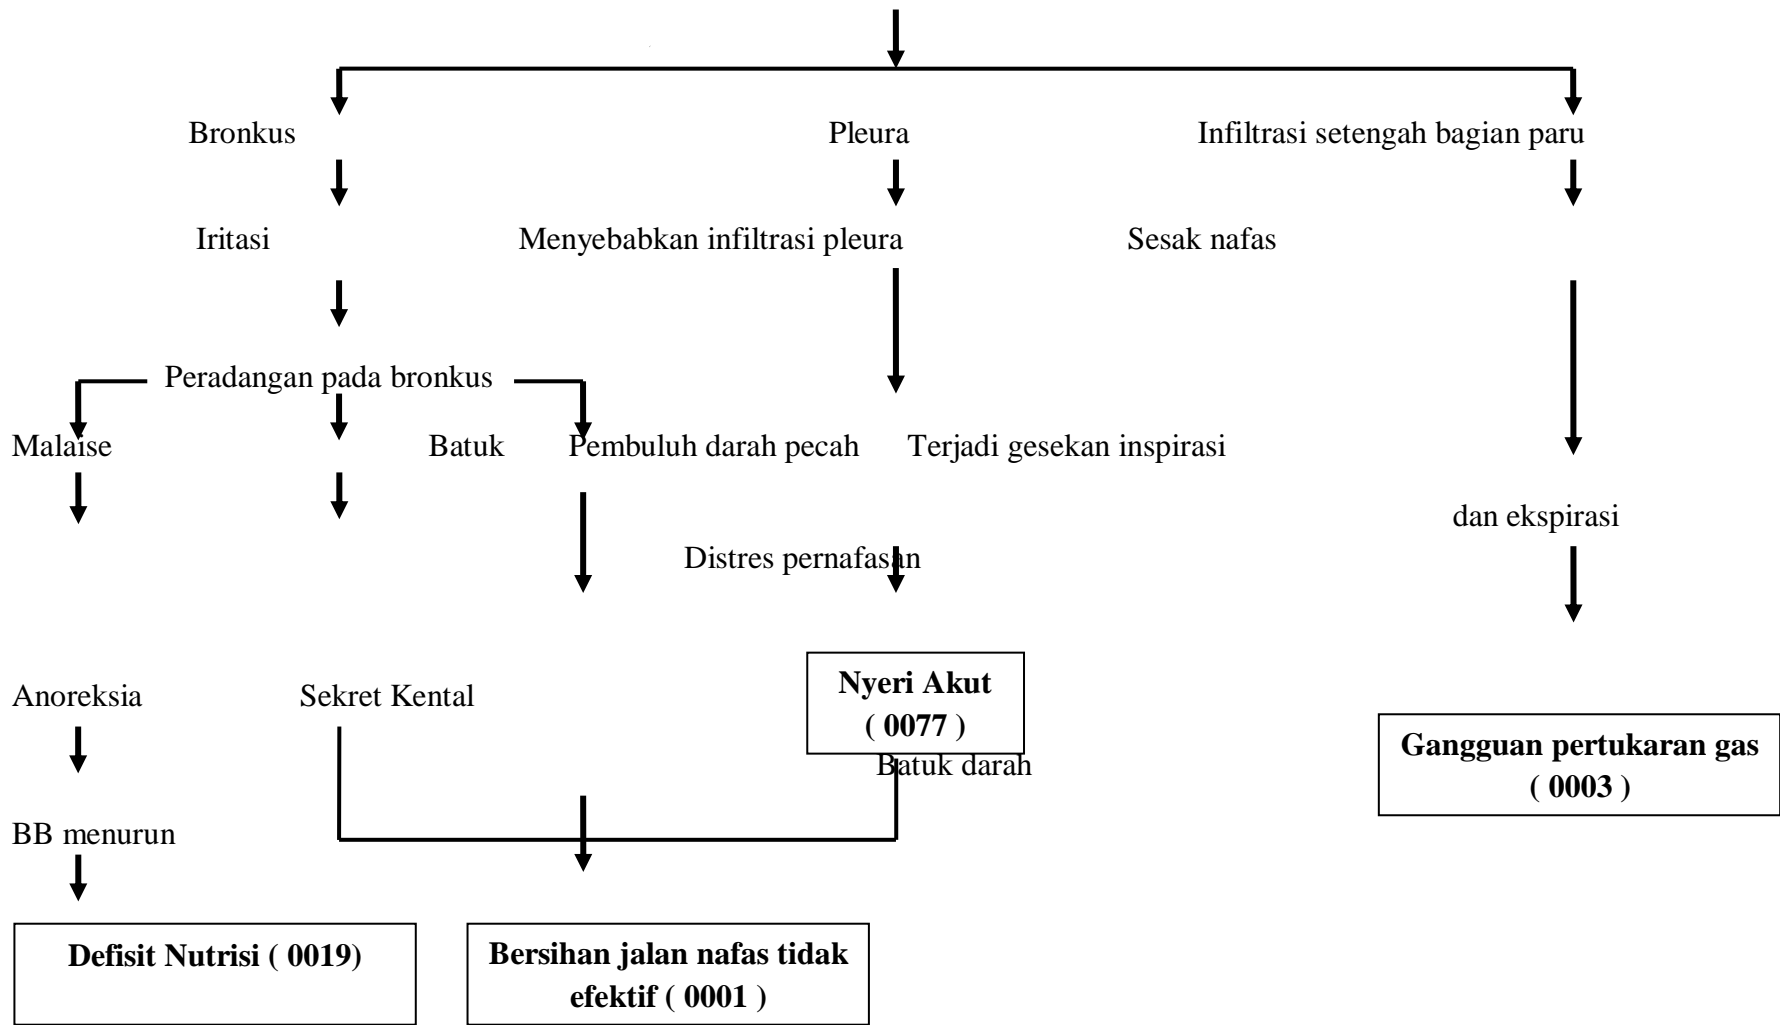 Bronkus Pleura Infiltrasi setengah bagian paru
Iritasi Menyebabkan infiltrasi pleura Sesak nafas
Peradangan pada bronkus
Malaise Batuk Pembuluh darah pecah Terjadi gesekan inspirasi
dan ekspirasi
Distres pernafasan
Anoreksia Sekret Kental
Nyeri Akut
( 0077 )
Batuk darah
Gangguan pertukaran gas
( 0003 )
BB menurun
Defisit Nutrisi ( 0019)
Bersihan jalan nafas tidak
efektif ( 0001 )